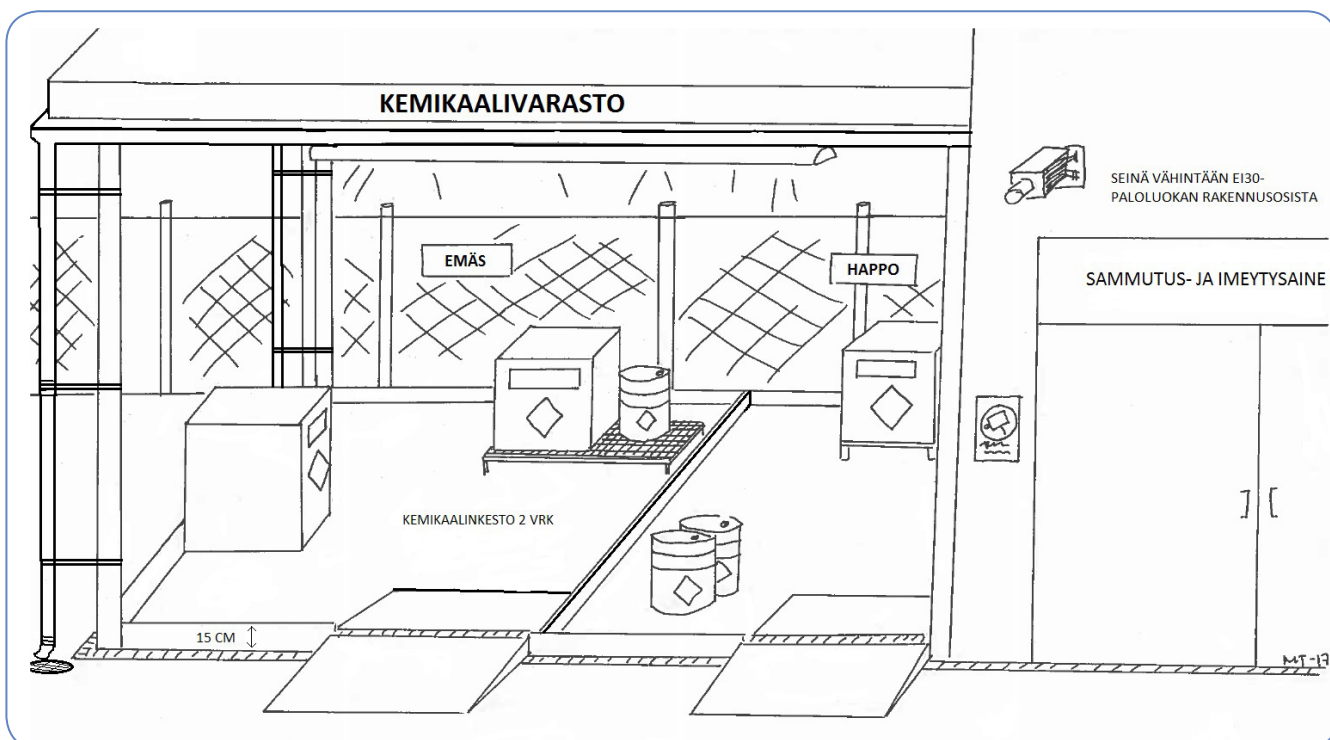 KEMIKAALIVARASTO
SEINÄ VÄHINTÄÄN EI30-
PALOLUOKAN RAKENNUSOSISTA
EMÄS
HAPPO
SAMMUTUS- JA IMEYTYSAINE
KEMIKAALINKESTO 2 VRK
15 CM
MT-17